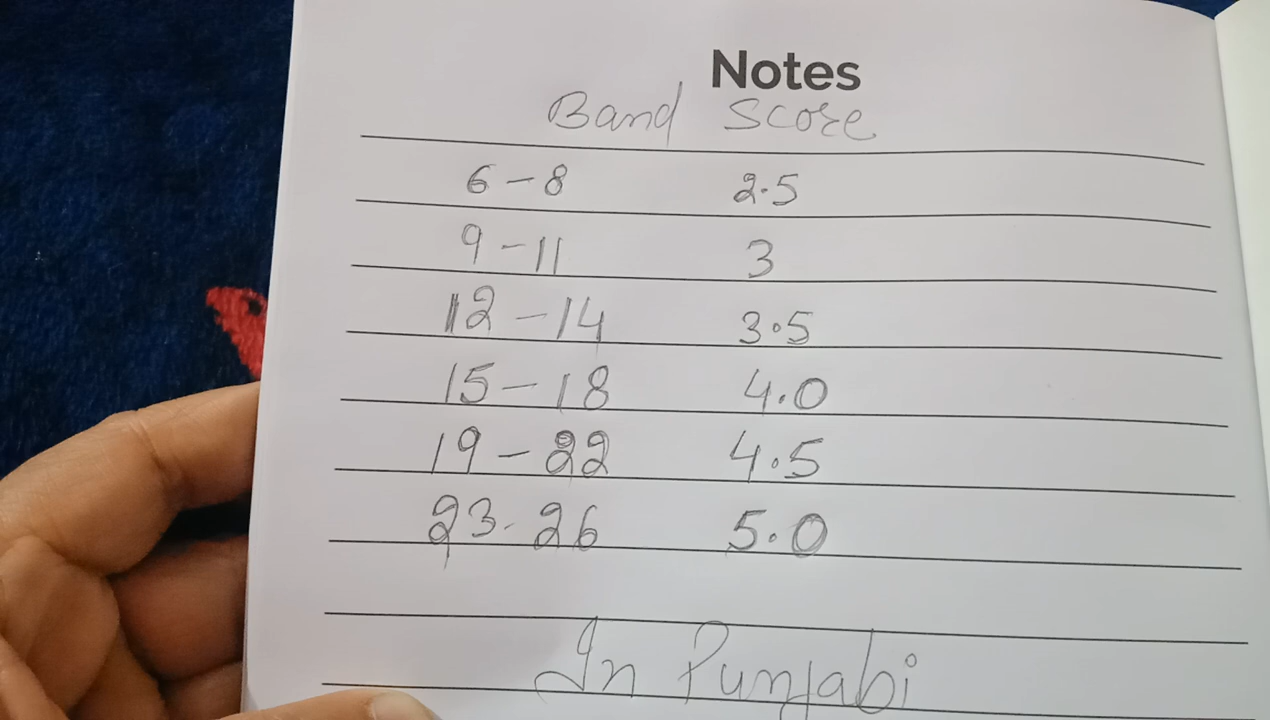 Notes
Band Score
6 - 8 2.5
9 - 11 3
12 - 14 3.5
15 - 18 4.0
19 - 22 4.5
23 - 26 5.0
In Punjabi